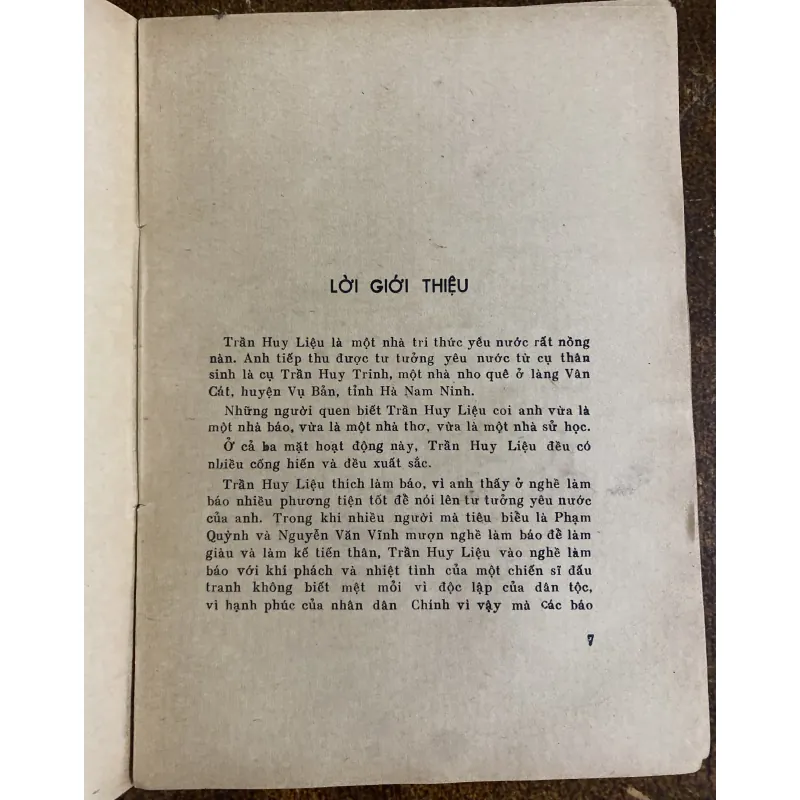 LỜI GIỚI THIỆU
Trần Huy Liệu là một nhà tri thức yêu nước rất nồng
nàn. Anh tiếp thu được tư tưởng yêu nước từ cụ thân
sinh là cụ Trần Huy Trinh, một nhà nho quê ở làng Vân
Cát, huyện Vụ Bản, tỉnh Hà Nam Ninh.
Những người quen biết Trần Huy Liệu coi anh vừa là
một nhà báo, vừa là một nhà thơ, vừa là một nhà sử học.
Ở cả ba mặt hoạt động này, Trần Huy Liệu đều có
nhiều cống hiến và đều xuất sắc.
Trần Huy Liệu thích làm báo, vì anh thấy ở nghề làm
báo nhiều phương tiện tốt để nói lên tư tưởng yêu nước
của anh. Trong khi nhiều người mà tiêu biểu là Phạm
Quỳnh và Nguyễn Văn Vĩnh mượn nghề làm báo để làm
giàu và làm kế tiến thân, Trần Huy Liệu vào nghề làm
báo với khí phách và nhiệt tình của một chiến sĩ đấu
tranh không biết mệt mỏi vì độc lập của dân tộc,
vì hạnh phúc của nhân dân Chính vì vậy mà các báo
7